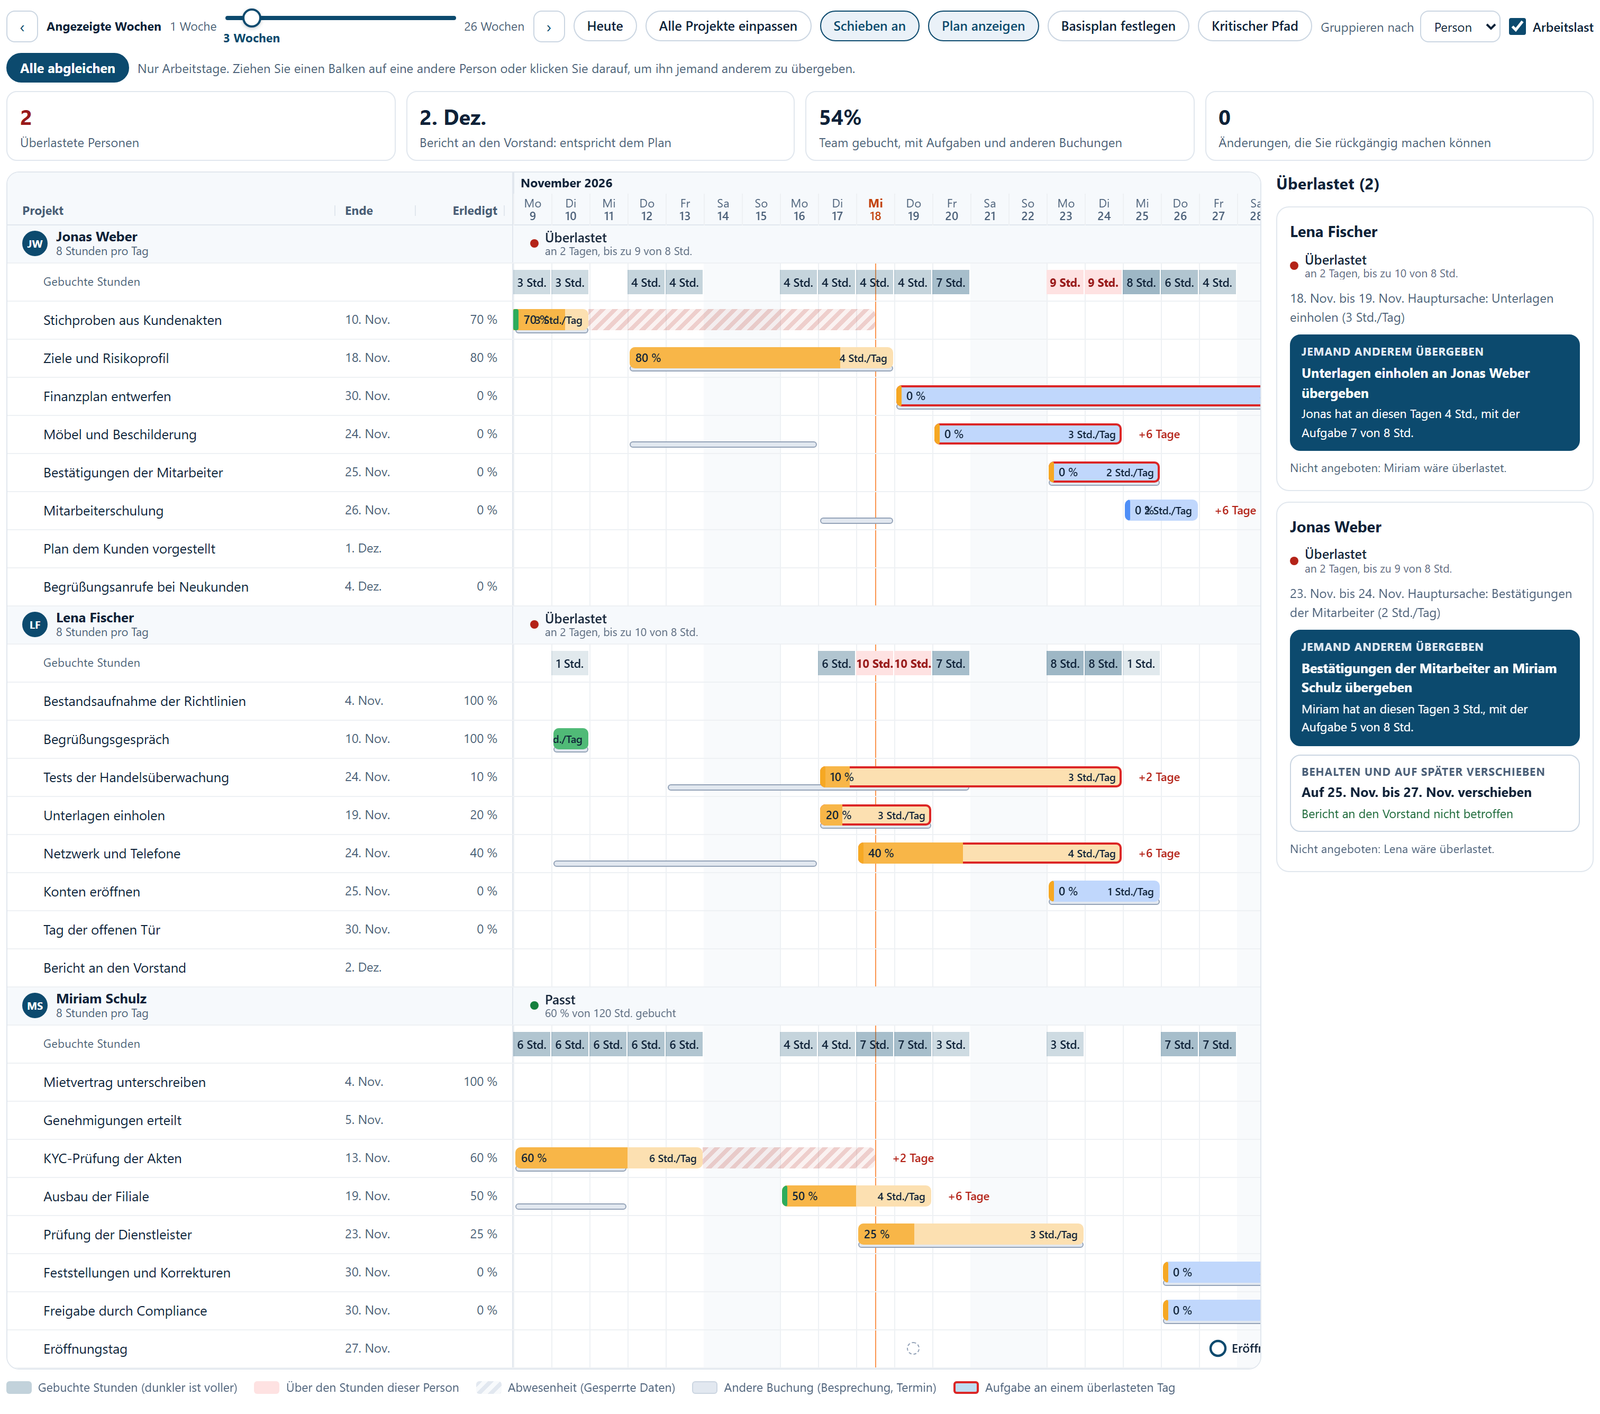 ‹ Angezeigte Wochen 1 Woche 3 Wochen 26 Wochen › Heute Alle Projekte einpassen Schieben an Plan anzeigen Basisplan festlegen Kritischer Pfad Gruppieren nach Person Arbeitslast
Alle abgleichen Nur Arbeitstage. Ziehen Sie einen Balken auf eine andere Person oder klicken Sie darauf, um ihn jemand anderem zu übergeben.
2
Überlastete Personen
2. Dez.
Bericht an den Vorstand: entspricht dem Plan
54%
Team gebucht, mit Aufgaben und anderen Buchungen
0
Änderungen, die Sie rückgängig machen können
November 2026
Projekt Ende Erledigt
Mo Di Mi Do Fr Sa So Mo Di Mi Do Fr Sa So Mo Di Mi Do Fr Sa
9 10 11 12 13 14 15 16 17 18 19 20 21 22 23 24 25 26 27 28
JW Jonas Weber
8 Stunden pro Tag
Überlastet
an 2 Tagen, bis zu 9 von 8 Std.
Gebuchte Stunden 3 Std. 3 Std. 4 Std. 4 Std. 4 Std. 4 Std. 4 Std. 4 Std. 7 Std. 9 Std. 9 Std. 8 Std. 6 Std. 4 Std.
Stichproben aus Kundenakten 10. Nov. 70 % 70 % 3 Std./Tag
Ziele und Risikoprofil 18. Nov. 80 % 80 % 4 Std./Tag
Finanzplan entwerfen 30. Nov. 0 % 0 %
Möbel und Beschilderung 24. Nov. 0 % 0 % 3 Std./Tag +6 Tage
Bestätigungen der Mitarbeiter 25. Nov. 0 % 0 % 2 Std./Tag
Mitarbeiterschulung 26. Nov. 0 % 0 % 2 Std./Tag +6 Tage
Plan dem Kunden vorgestellt 1. Dez.
Begrüßungsanrufe bei Neukunden 4. Dez. 0 %
LF Lena Fischer
8 Stunden pro Tag
Überlastet
an 2 Tagen, bis zu 10 von 8 Std.
Gebuchte Stunden 1 Std. 6 Std. 10 Std. 10 Std. 7 Std. 8 Std. 8 Std. 1 Std.
Bestandsaufnahme der Richtlinien 4. Nov. 100 %
Begrüßungsgespräch 10. Nov. 100 % d./Tag
Tests der Handelsüberwachung 24. Nov. 10 % 10 % 3 Std./Tag +2 Tage
Unterlagen einholen 19. Nov. 20 % 20 % 3 Std./Tag
Netzwerk und Telefone 24. Nov. 40 % 40 % 4 Std./Tag +6 Tage
Konten eröffnen 25. Nov. 0 % 0 % 1 Std./Tag
Tag der offenen Tür 30. Nov. 0 %
Bericht an den Vorstand 2. Dez.
MS Miriam Schulz
8 Stunden pro Tag
Passt
60 % von 120 Std. gebucht
Gebuchte Stunden 6 Std. 6 Std. 6 Std. 6 Std. 6 Std. 4 Std. 4 Std. 7 Std. 7 Std. 3 Std. 3 Std. 7 Std. 7 Std.
Mietvertrag unterschreiben 4. Nov. 100 %
Genehmigungen erteilt 5. Nov.
KYC-Prüfung der Akten 13. Nov. 60 % 60 % 6 Std./Tag +2 Tage
Ausbau der Filiale 19. Nov. 50 % 50 % 4 Std./Tag +6 Tage
Prüfung der Dienstleister 23. Nov. 25 % 25 % 3 Std./Tag
Feststellungen und Korrekturen 30. Nov. 0 % 0 %
Freigabe durch Compliance 30. Nov. 0 % 0 %
Eröffnungstag 27. Nov. Eröff
Gebuchte Stunden (dunkler ist voller) Über den Stunden dieser Person Abwesenheit (Gesperrte Daten) Andere Buchung (Besprechung, Termin) Aufgabe an einem überlasteten Tag
Überlastet (2)
Lena Fischer
Überlastet
an 2 Tagen, bis zu 10 von 8 Std.
18. Nov. bis 19. Nov. Hauptursache: Unterlagen
einholen (3 Std./Tag)
JEMAND ANDEREM ÜBERGEBEN
Unterlagen einholen an Jonas Weber
übergeben
Jonas hat an diesen Tagen 4 Std., mit der
Aufgabe 7 von 8 Std.
Nicht angeboten: Miriam wäre überlastet.
Jonas Weber
Überlastet
an 2 Tagen, bis zu 9 von 8 Std.
23. Nov. bis 24. Nov. Hauptursache: Bestätigungen
der Mitarbeiter (2 Std./Tag)
JEMAND ANDEREM ÜBERGEBEN
Bestätigungen der Mitarbeiter an Miriam
Schulz übergeben
Miriam hat an diesen Tagen 3 Std., mit der
Aufgabe 5 von 8 Std.
BEHALTEN UND AUF SPÄTER VERSCHIEBEN
Auf 25. Nov. bis 27. Nov. verschieben
Bericht an den Vorstand nicht betroffen
Nicht angeboten: Lena wäre überlastet.